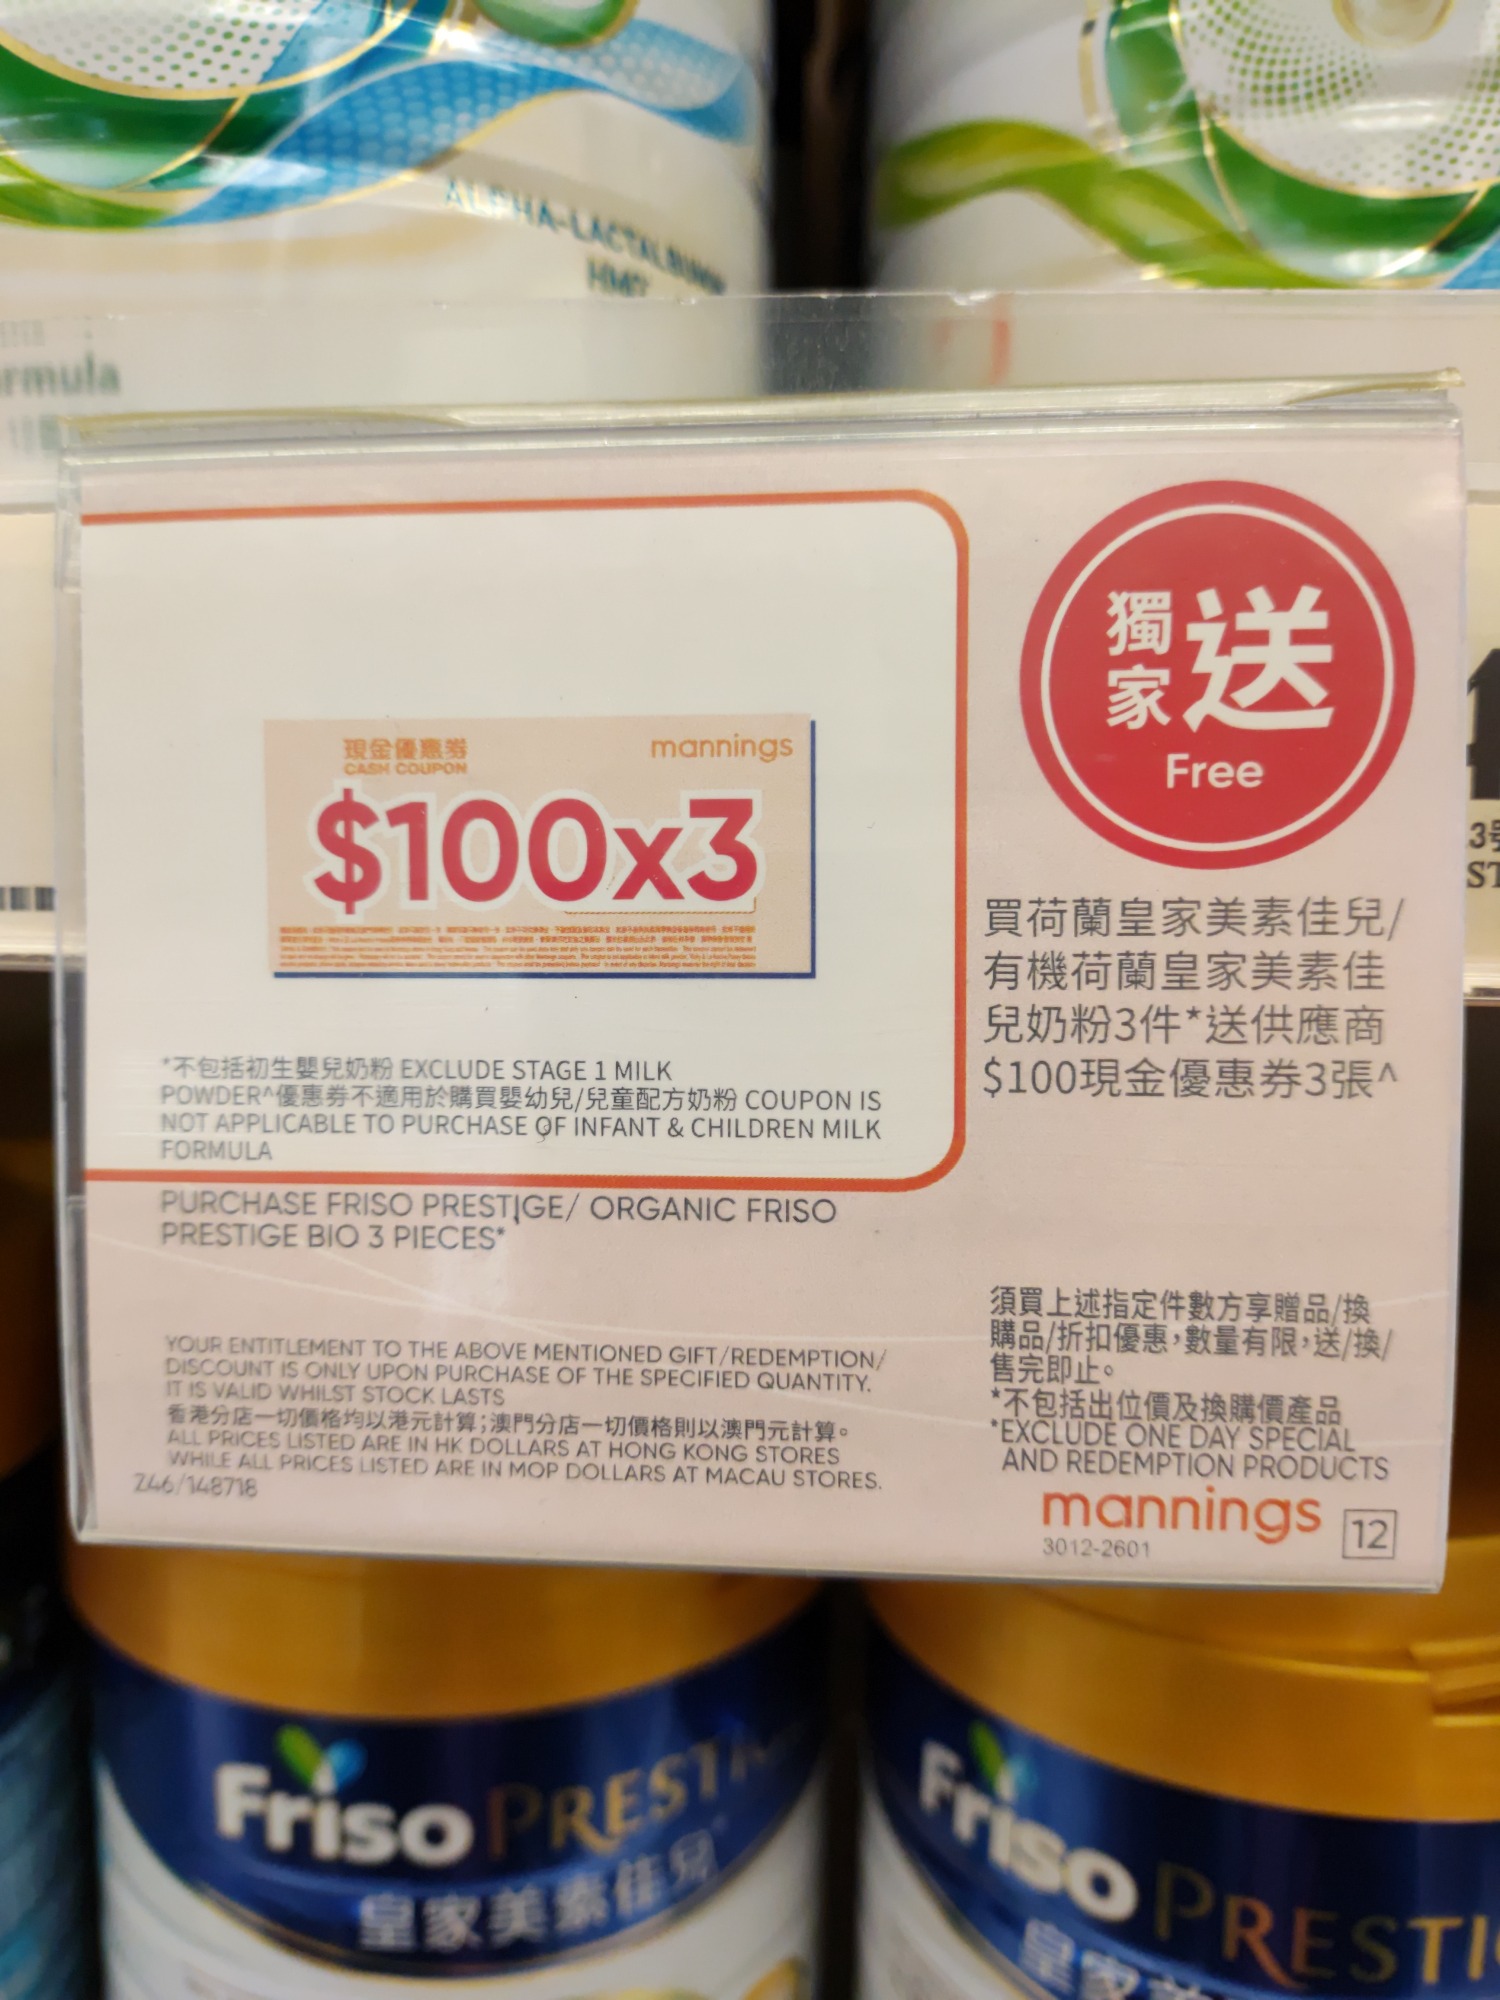 ALPHA-LACTALBUMIN
rmula
獨家
送
Free
現金優惠券
CASH COUPON
mannings
$100x3
買荷蘭皇家美素佳兒/
有機荷蘭皇家美素佳
兒奶粉3件*送供應商
$100現金優惠券3張^
*不包括初生嬰兒奶粉 EXCLUDE STAGE 1 MILK
POWDER^優惠券不適用於購買嬰幼兒/兒童配方奶粉 COUPON IS
NOT APPLICABLE TO PURCHASE OF INFANT & CHILDREN MILK
FORMULA
PURCHASE FRISO PRESTIGE/ ORGANIC FRISO
PRESTIGE BIO 3 PIECES*
YOUR ENTITLEMENT TO THE ABOVE MENTIONED GIFT/REDEMPTION/
DISCOUNT IS ONLY UPON PURCHASE OF THE SPECIFIED QUANTITY.
IT IS VALID WHILST STOCK LASTS
香港分店一切價格均以港元計算;澳門分店一切價格則以澳門元計算。
ALL PRICES LISTED ARE IN HK DOLLARS AT HONG KONG STORES
WHILE ALL PRICES LISTED ARE IN MOP DOLLARS AT MACAU STORES.
Z46/148718
須買上述指定件數方享贈品/換
購品/折扣優惠,數量有限,送/換/
售完即止。
*不包括出位價及換購價產品
*EXCLUDE ONE DAY SPECIAL
AND REDEMPTION PRODUCTS
mannings
12
3012-2601
Friso PRESTI
皇家美素佳兒
Friso PRESTI
皇家美